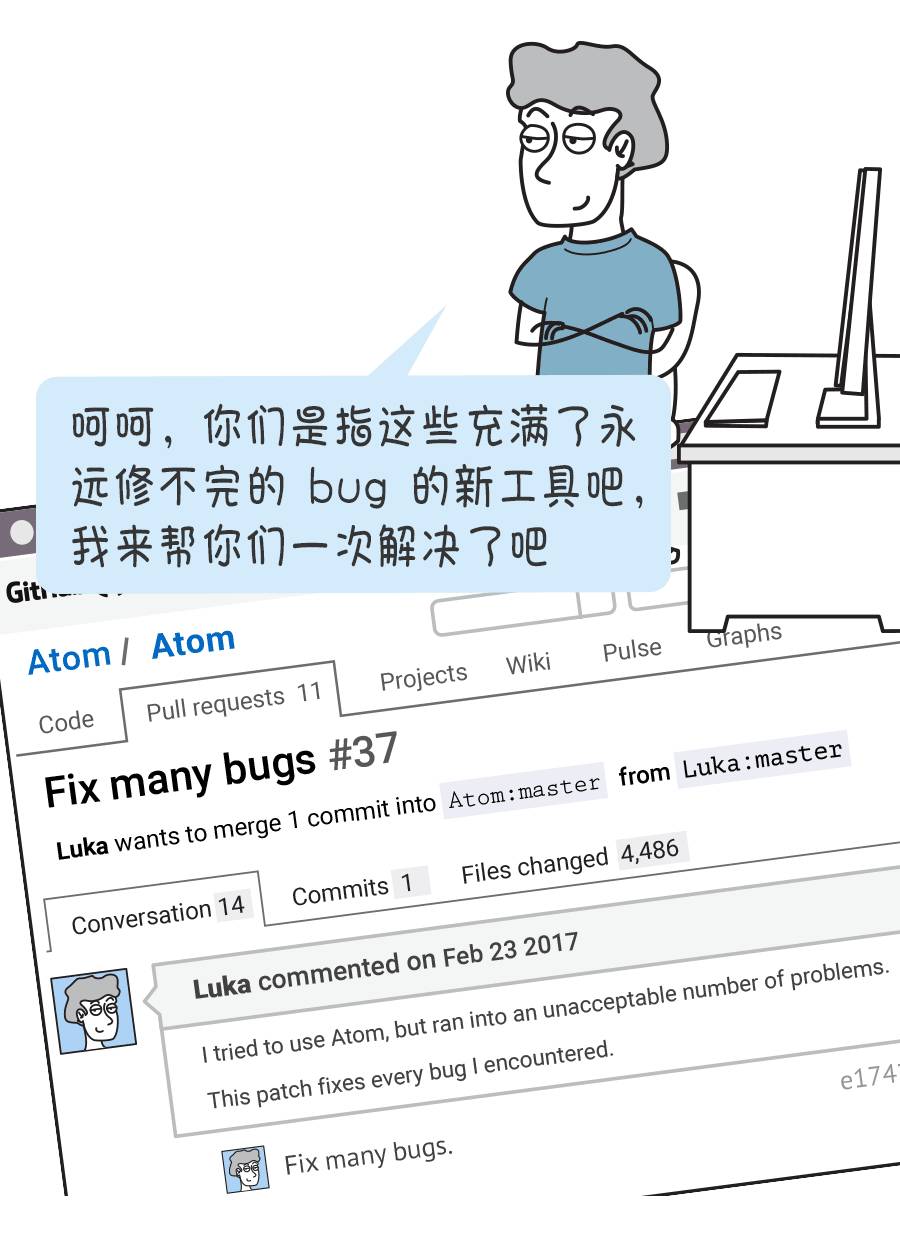 呵呵，你们是指这些充满了永
远修不完的 bug 的新工具吧，
我来帮你们一次解决了吧
Atom / Atom
Code
Pull requests 11
Projects
Wiki
Pulse
Graphs
Fix many bugs #37
Luka wants to merge 1 commit into Atom:master from Luka:master
Conversation 14
Commits 1
Files changed 4,486
Luka commented on Feb 23 2017
I tried to use Atom, but ran into an unacceptable number of problems.
This patch fixes every bug I encountered.
Fix many bugs.